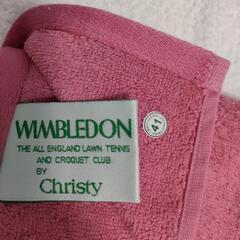 WIMBLEDON
THE ALL ENGLAND LAWN TENNIS
AND CROQUET CLUB
BY
Christy
41